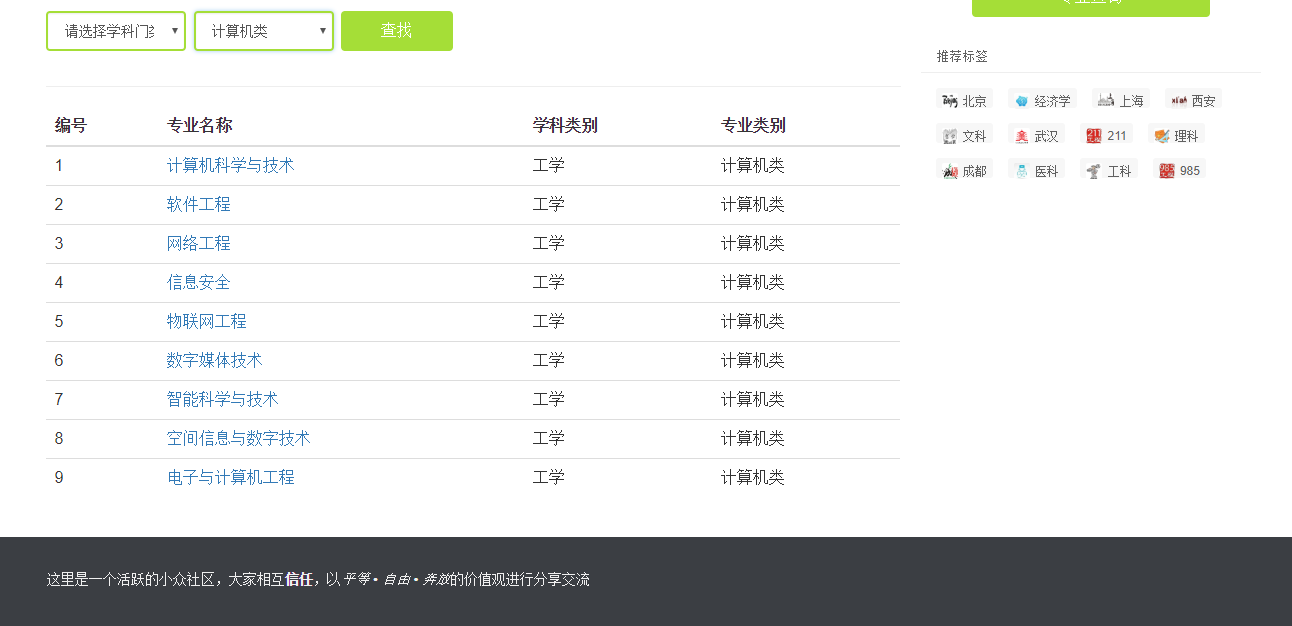 请选择学科门类 计算机类 查找
编号 专业名称 学科类别 专业类别
1 计算机科学与技术 工学 计算机类
2 软件工程 工学 计算机类
3 网络工程 工学 计算机类
4 信息安全 工学 计算机类
5 物联网工程 工学 计算机类
6 数字媒体技术 工学 计算机类
7 智能科学与技术 工学 计算机类
8 空间信息与数字技术 工学 计算机类
9 电子与计算机工程 工学 计算机类
推荐标签
北京 经济学 上海 西安
文科 武汉 211 理科
成都 医科 工科 985
这里是一个活跃的小众社区，大家相互信任，以 平等 • 自由 • 奔放的价值观进行分享交流